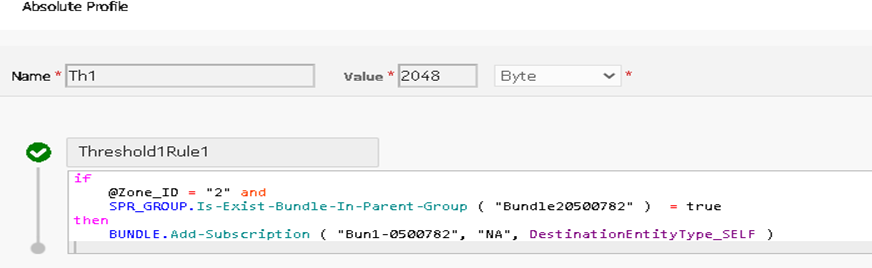 Absolute Profile
Name * Th1 Value * 2048 Byte *
Threshold1Rule1
if
@Zone_ID = "2" and
SPR_GROUP.Is-Exist-Bundle-In-Parent-Group ( "Bundle20500782" ) = true
then
BUNDLE.Add-Subscription ( "Bun1-0500782", "NA", DestinationEntityType_SELF )